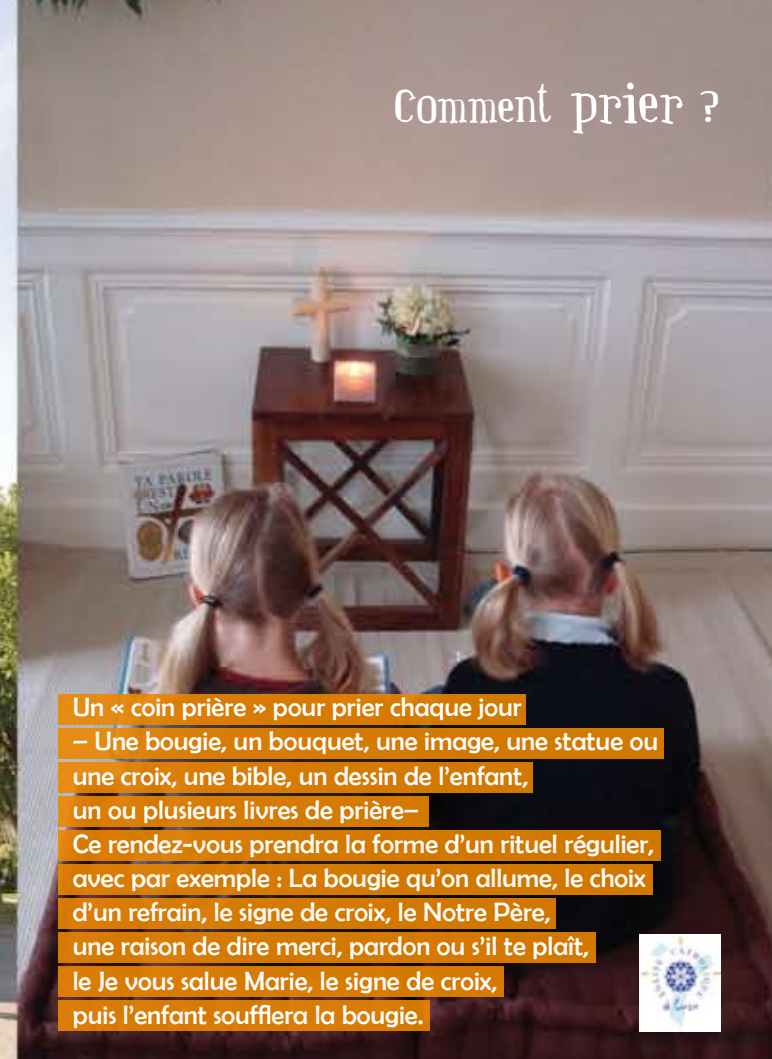 Comment prier ?
TA PAROLE
EST
UN
Un « coin prière » pour prier chaque jour
– Une bougie, un bouquet, une image, une statue ou
une croix, une bible, un dessin de l'enfant,
un ou plusieurs livres de prière–
Ce rendez-vous prendra la forme d'un rituel régulier,
avec par exemple : La bougie qu'on allume, le choix
d'un refrain, le signe de croix, le Notre Père,
une raison de dire merci, pardon ou s'il te plaît,
le Je vous salue Marie, le signe de croix,
puis l'enfant soufflera la bougie.